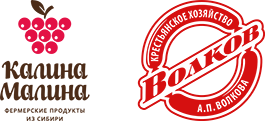 Калина
Малина
ФЕРМЕРСКИЕ ПРОДУКТЫ
ИЗ СИБИРИ
КРЕСТЬЯНСКОЕ ХОЗЯЙСТВО
ВОЛКОВ
А.П. ВОЛКОВА